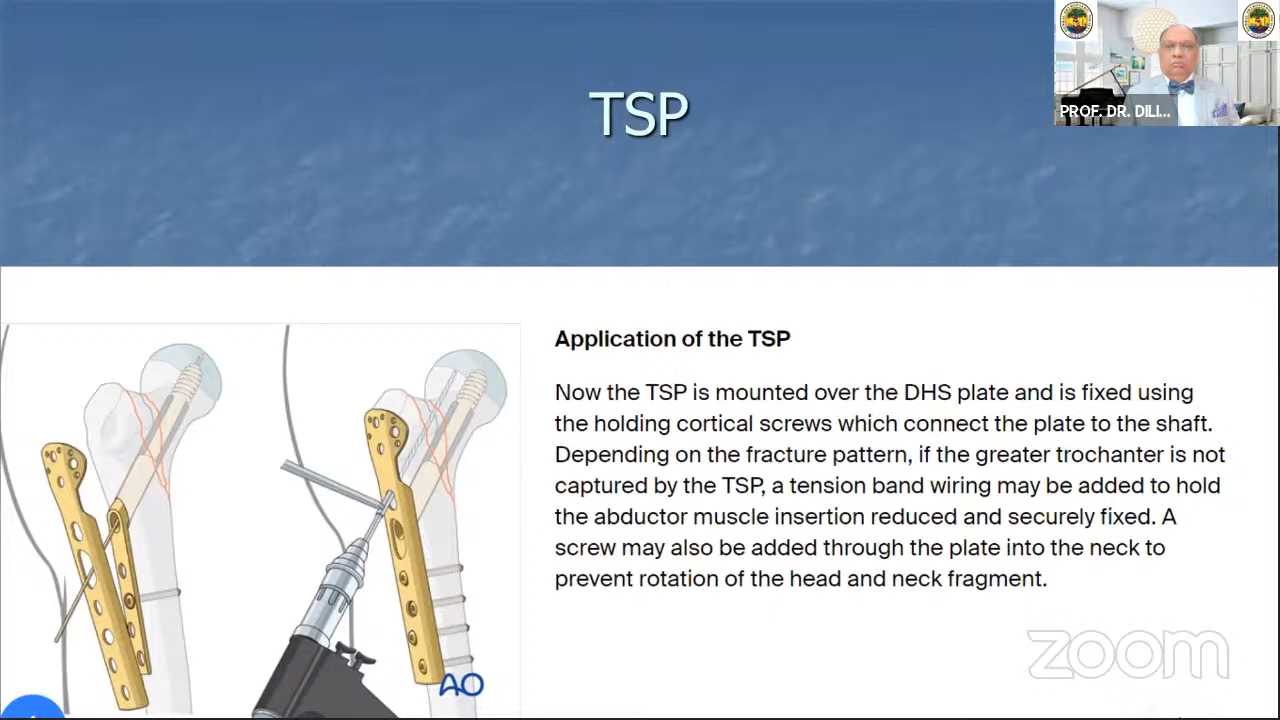 TSP
PROF. DR. DILI...
Application of the TSP
Now the TSP is mounted over the DHS plate and is fixed using
the holding cortical screws which connect the plate to the shaft.
Depending on the fracture pattern, if the greater trochanter is not
captured by the TSP, a tension band wiring may be added to hold
the abductor muscle insertion reduced and securely fixed. A
screw may also be added through the plate into the neck to
prevent rotation of the head and neck fragment.
AO
zoom